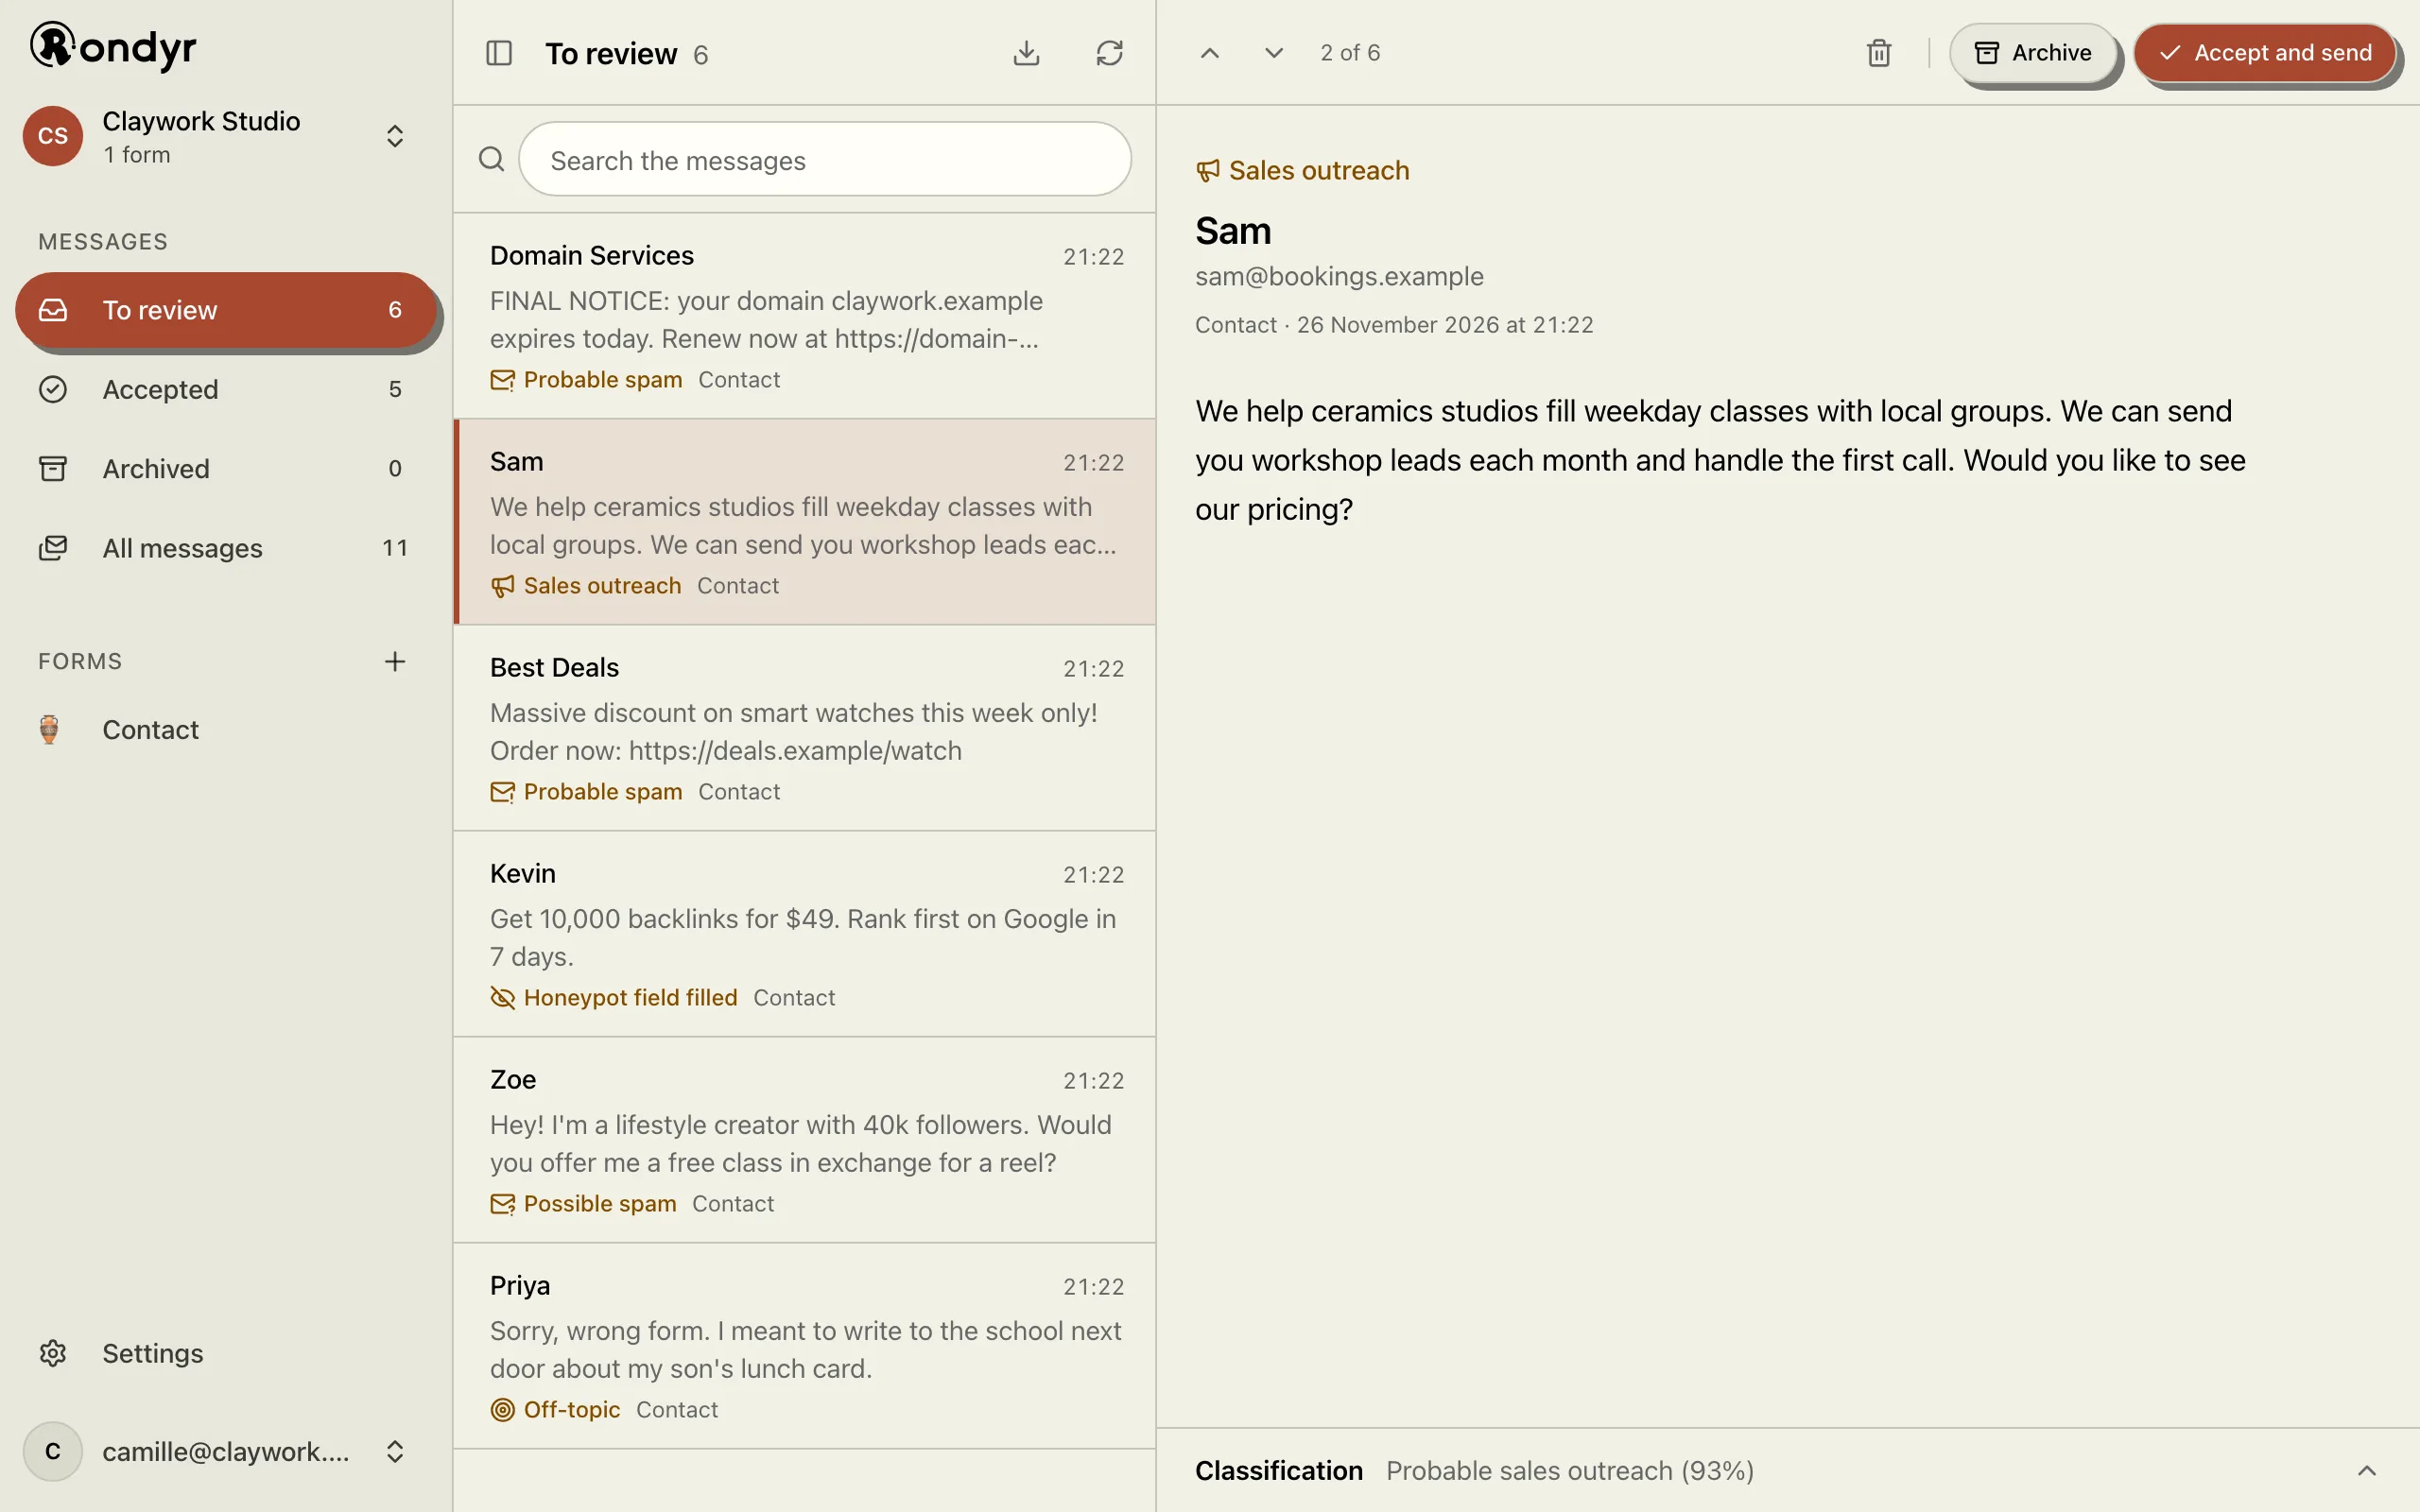 Rondyr
CS
Claywork Studio
1 form
MESSAGES
To review 6
Accepted 5
Archived 0
All messages 11
FORMS
Contact
Settings
C
camille@claywork....
To review 6
Search the messages
Domain Services 21:22
FINAL NOTICE: your domain claywork.example
expires today. Renew now at https://domain-...
Probable spam Contact
Sam 21:22
We help ceramics studios fill weekday classes with
local groups. We can send you workshop leads eac...
Sales outreach Contact
Best Deals 21:22
Massive discount on smart watches this week only!
Order now: https://deals.example/watch
Probable spam Contact
Kevin 21:22
Get 10,000 backlinks for $49. Rank first on Google in
7 days.
Honeypot field filled Contact
Zoe 21:22
Hey! I'm a lifestyle creator with 40k followers. Would
you offer me a free class in exchange for a reel?
Possible spam Contact
Priya 21:22
Sorry, wrong form. I meant to write to the school next
door about my son's lunch card.
Off-topic Contact
2 of 6
Archive
Accept and send
Sales outreach
Sam
sam@bookings.example
Contact · 26 November 2026 at 21:22
We help ceramics studios fill weekday classes with local groups. We can send
you workshop leads each month and handle the first call. Would you like to see
our pricing?
Classification Probable sales outreach (93%)